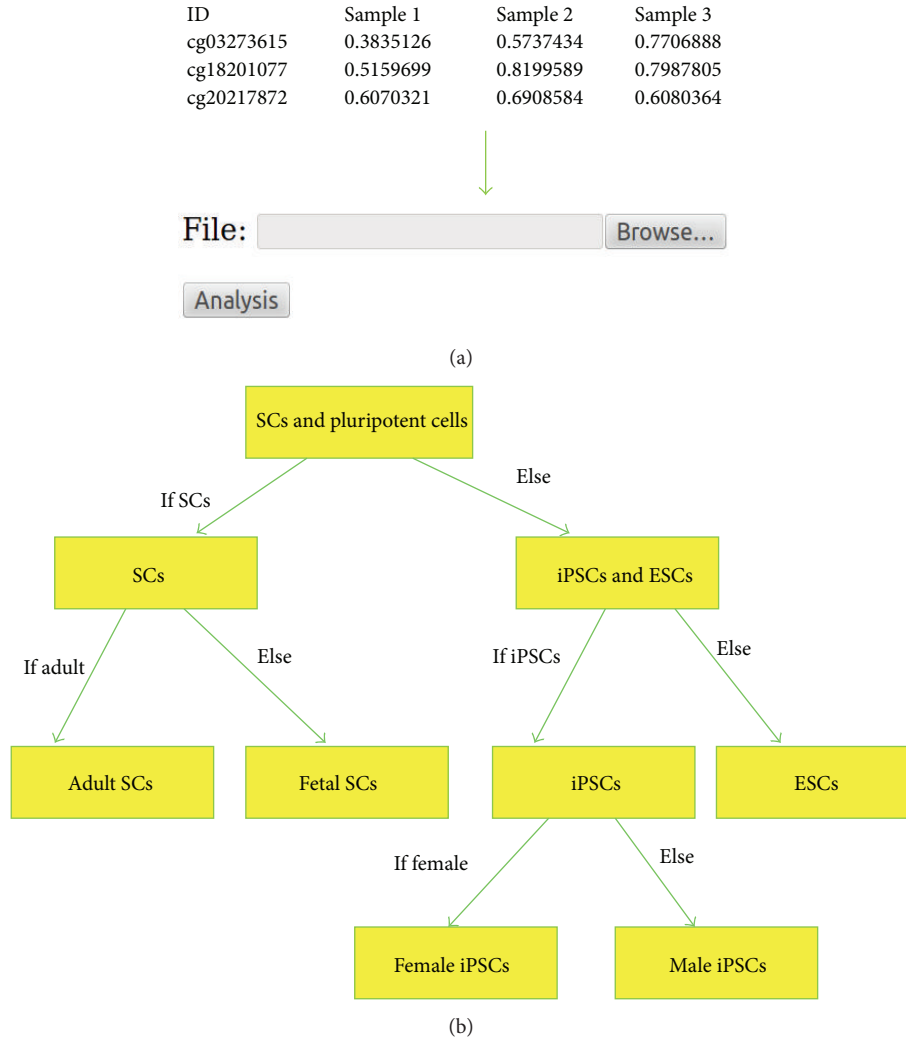 ID Sample 1 Sample 2 Sample 3
cg03273615 0.3835126 0.5737434 0.7706888
cg18201077 0.5159699 0.8199589 0.7987805
cg20217872 0.6070321 0.6908584 0.6080364
File: Browse...
Analysis
(a)
SCs and pluripotent cells
If SCs Else
SCs iPSCs and ESCs
If adult Else If iPSCs Else
Adult SCs Fetal SCs iPSCs ESCs
If female Else
Female iPSCs Male iPSCs
(b)